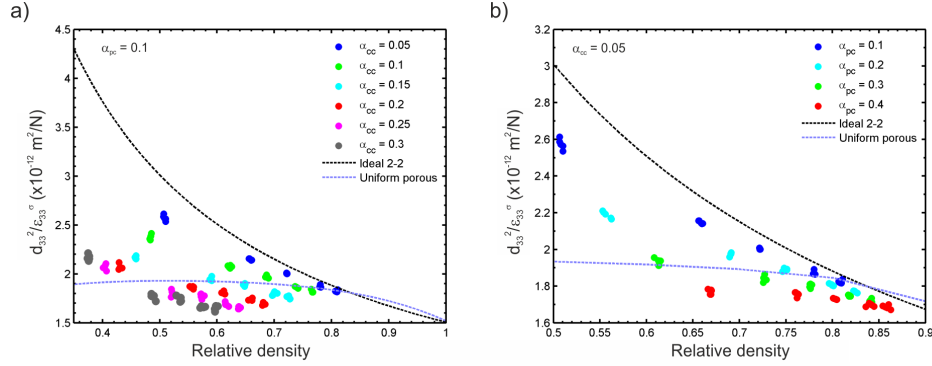 a)
α_pc = 0.1
α_cc = 0.05
α_cc = 0.1
α_cc = 0.15
α_cc = 0.2
α_cc = 0.25
α_cc = 0.3
Ideal 2-2
Uniform porous
4.5
4
3.5
3
2.5
2
1.5
0.4 0.5 0.6 0.7 0.8 0.9 1
d₃₃²/ε₃₃^σ (x10⁻¹² m²/N)
Relative density
b)
α_cc = 0.05
α_pc = 0.1
α_pc = 0.2
α_pc = 0.3
α_pc = 0.4
Ideal 2-2
Uniform porous
3.2
3
2.8
2.6
2.4
2.2
2
1.8
1.6
0.5 0.55 0.6 0.65 0.7 0.75 0.8 0.85 0.9
d₃₃²/ε₃₃^σ (x10⁻¹² m²/N)
Relative density